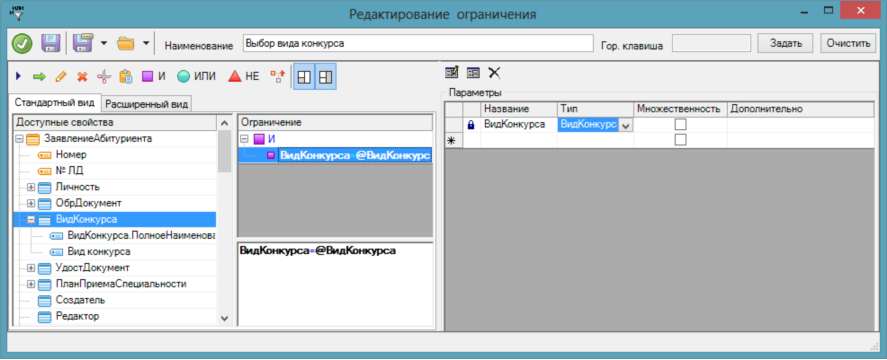 или
Редактирование ограничения
Наименование Выбор вида конкурса Гор. клавиша Задать Очистить
И ИЛИ НЕ
Стандартный вид Расширенный вид
Доступные свойства
ЗаявлениеАбитуриента
Номер
№ ЛД
Личность
ОбрДокумент
ВидКонкурса
ВидКонкурса.ПолноеНаименова
Вид конкурса
УдостДокумент
ПланПриемаСпециальности
Создатель
Редактор
Ограничение
И
ВидКонкурса=@ВидКонкурс
ВидКонкурса=@ВидКонкурса
Параметры
Название Тип Множественность Дополнительно
ВидКонкурса ВидКонкурс